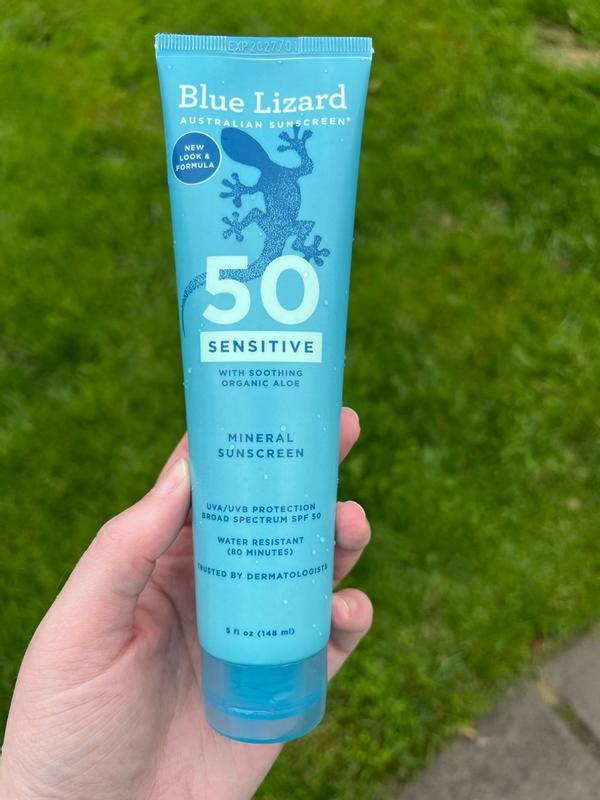 EXP 2027/01
Blue Lizard
AUSTRALIAN SUNSCREEN®
NEW
LOOK &
FORMULA
50
SENSITIVE
WITH SOOTHING
ORGANIC ALOE
MINERAL
SUNSCREEN
UVA/UVB PROTECTION
BROAD SPECTRUM SPF 50
WATER RESISTANT
(80 MINUTES)
TRUSTED BY DERMATOLOGISTS
5 fl oz (148 ml)